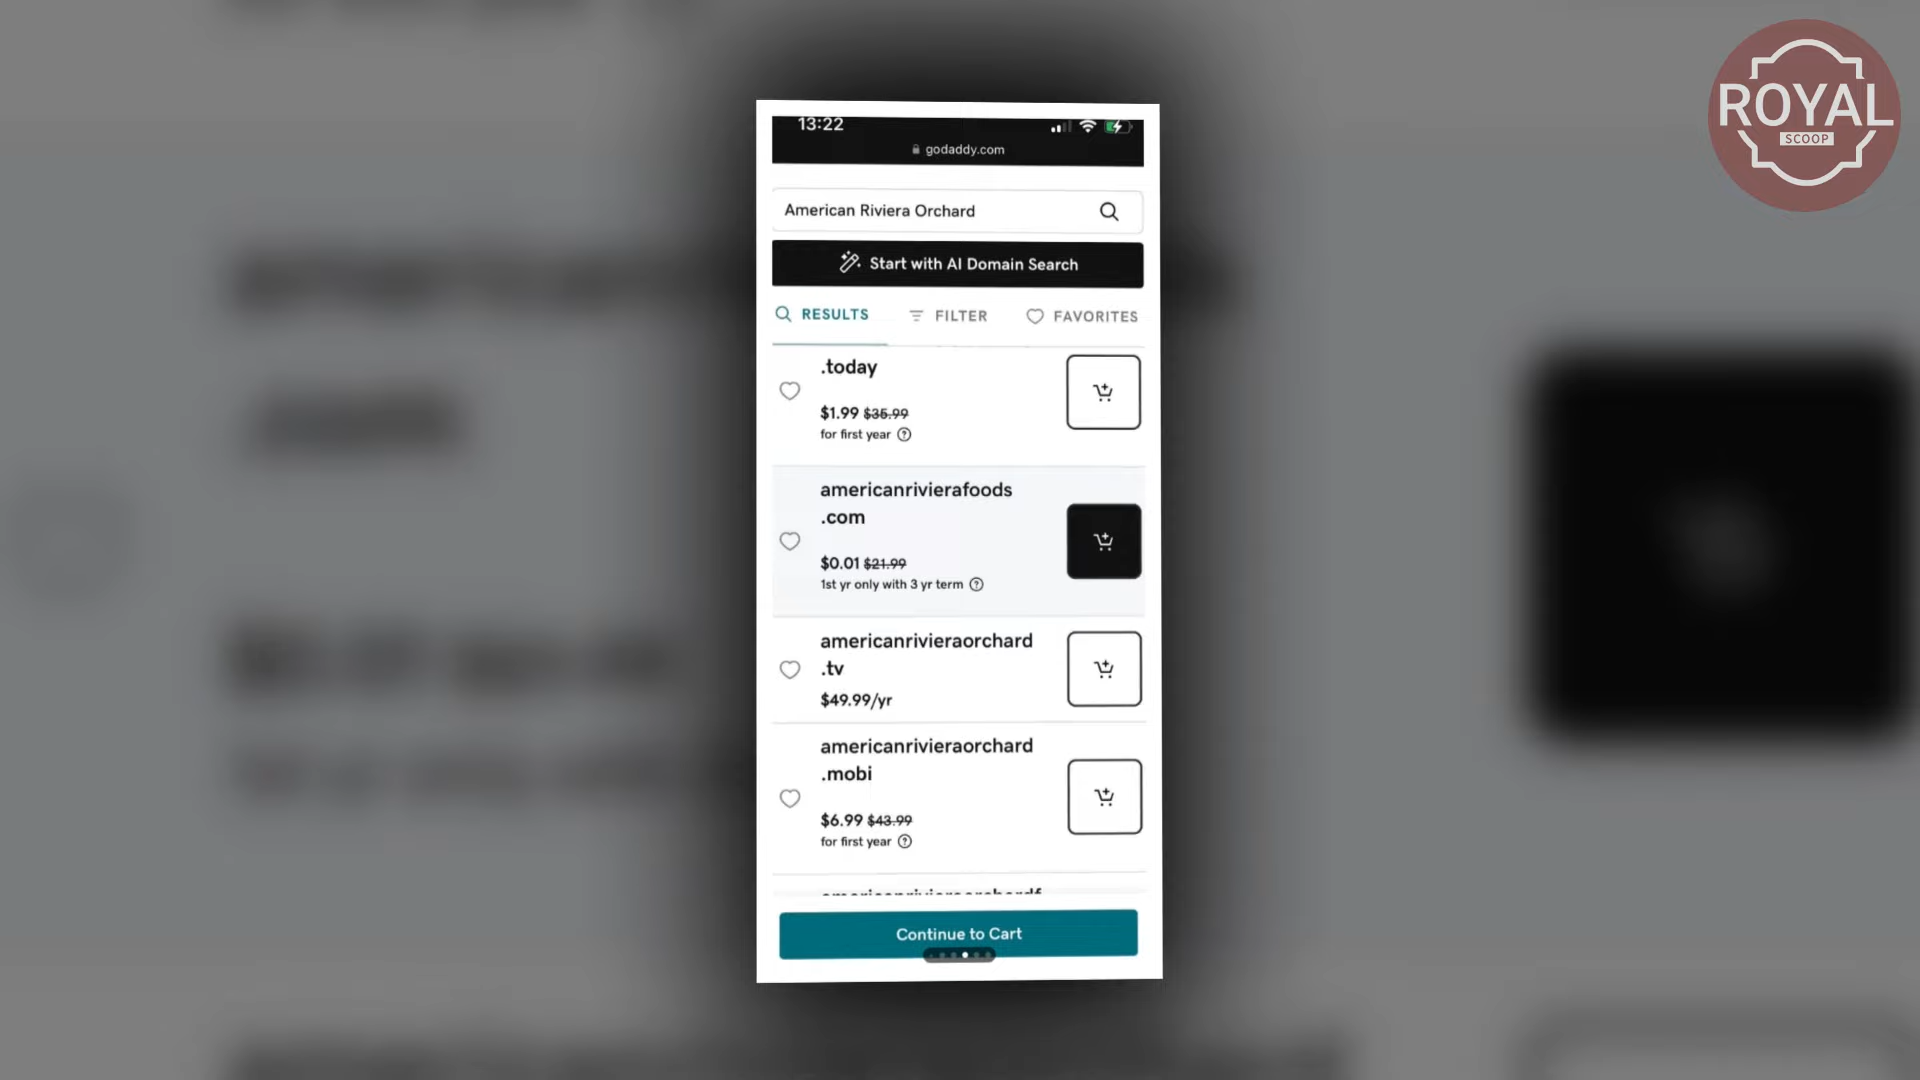 ROYAL
SCOOP
13:22
godaddy.com
American Riviera Orchard
Start with AI Domain Search
RESULTS
FILTER
FAVORITES
.today
$1.99 $35.99
for first year
americanrivierafoods
.com
$0.01 $21.99
1st yr only with 3 yr term
americanrivieraorchard
.tv
$49.99/yr
americanrivieraorchard
.mobi
$6.99 $43.99
for first year
Continue to Cart